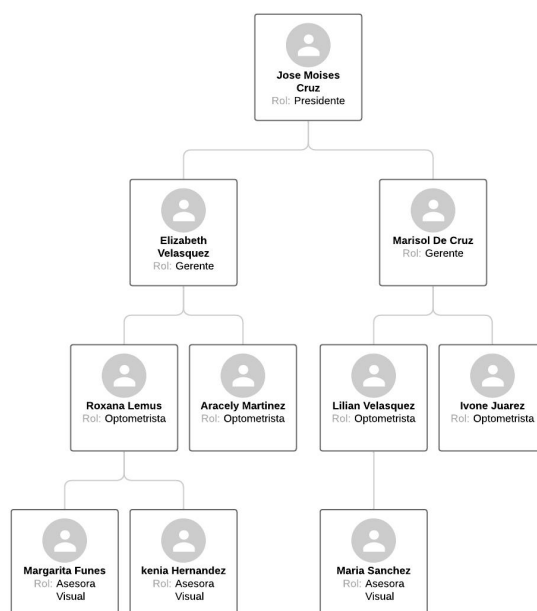 Jose Moises
Cruz
Rol: Presidente
Elizabeth
Velasquez
Rol: Gerente
Marisol De Cruz
Rol: Gerente
Roxana Lemus
Rol: Optometrista
Aracely Martinez
Rol: Optometrista
Lilian Velasquez
Rol: Optometrista
Ivone Juarez
Rol: Optometrista
Margarita Funes
Rol: Asesora
Visual
kenia Hernandez
Rol: Asesora
Visual
Maria Sanchez
Rol: Asesora
Visual